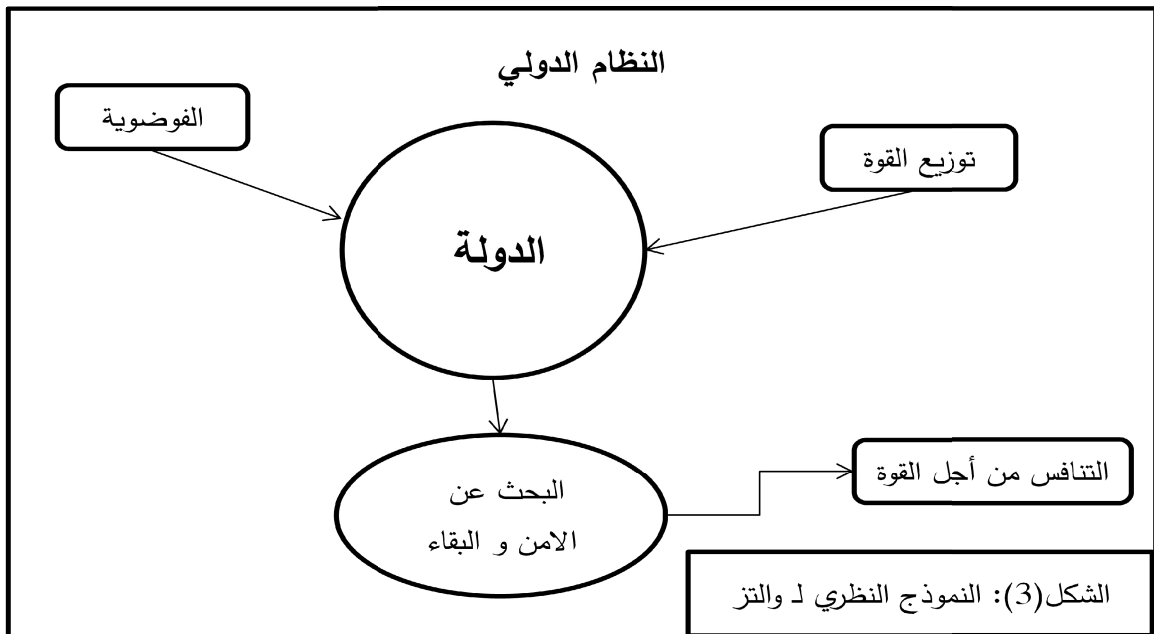 النظام الدولي
الفوضوية
توزيع القوة
الدولة
البحث عن
الامن و البقاء
التنافس من أجل القوة
الشكل(3): النموذج النظري لـ والتز